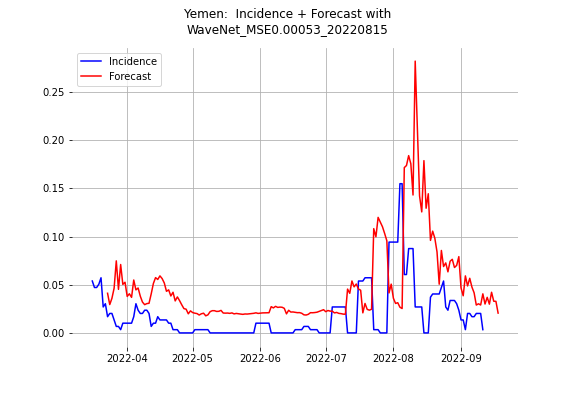 Yemen:  Incidence + Forecast with
WaveNet_MSE0.00053_20220815
Incidence
Forecast
0.25
0.20
0.15
0.10
0.05
0.00
2022-04 2022-05 2022-06 2022-07 2022-08 2022-09